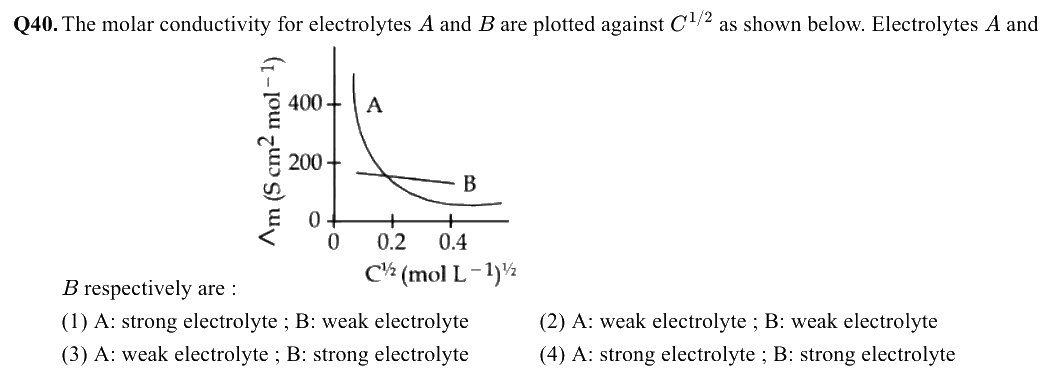 Q40. The molar conductivity for electrolytes A and B are plotted against C^{1/2} as shown below. Electrolytes A and
Λm (S cm² mol⁻¹)
400
A
200
B
0
0 0.2 0.4
C½ (mol L⁻¹)½
B respectively are :
(1) A: strong electrolyte ; B: weak electrolyte (2) A: weak electrolyte ; B: weak electrolyte
(3) A: weak electrolyte ; B: strong electrolyte (4) A: strong electrolyte ; B: strong electrolyte